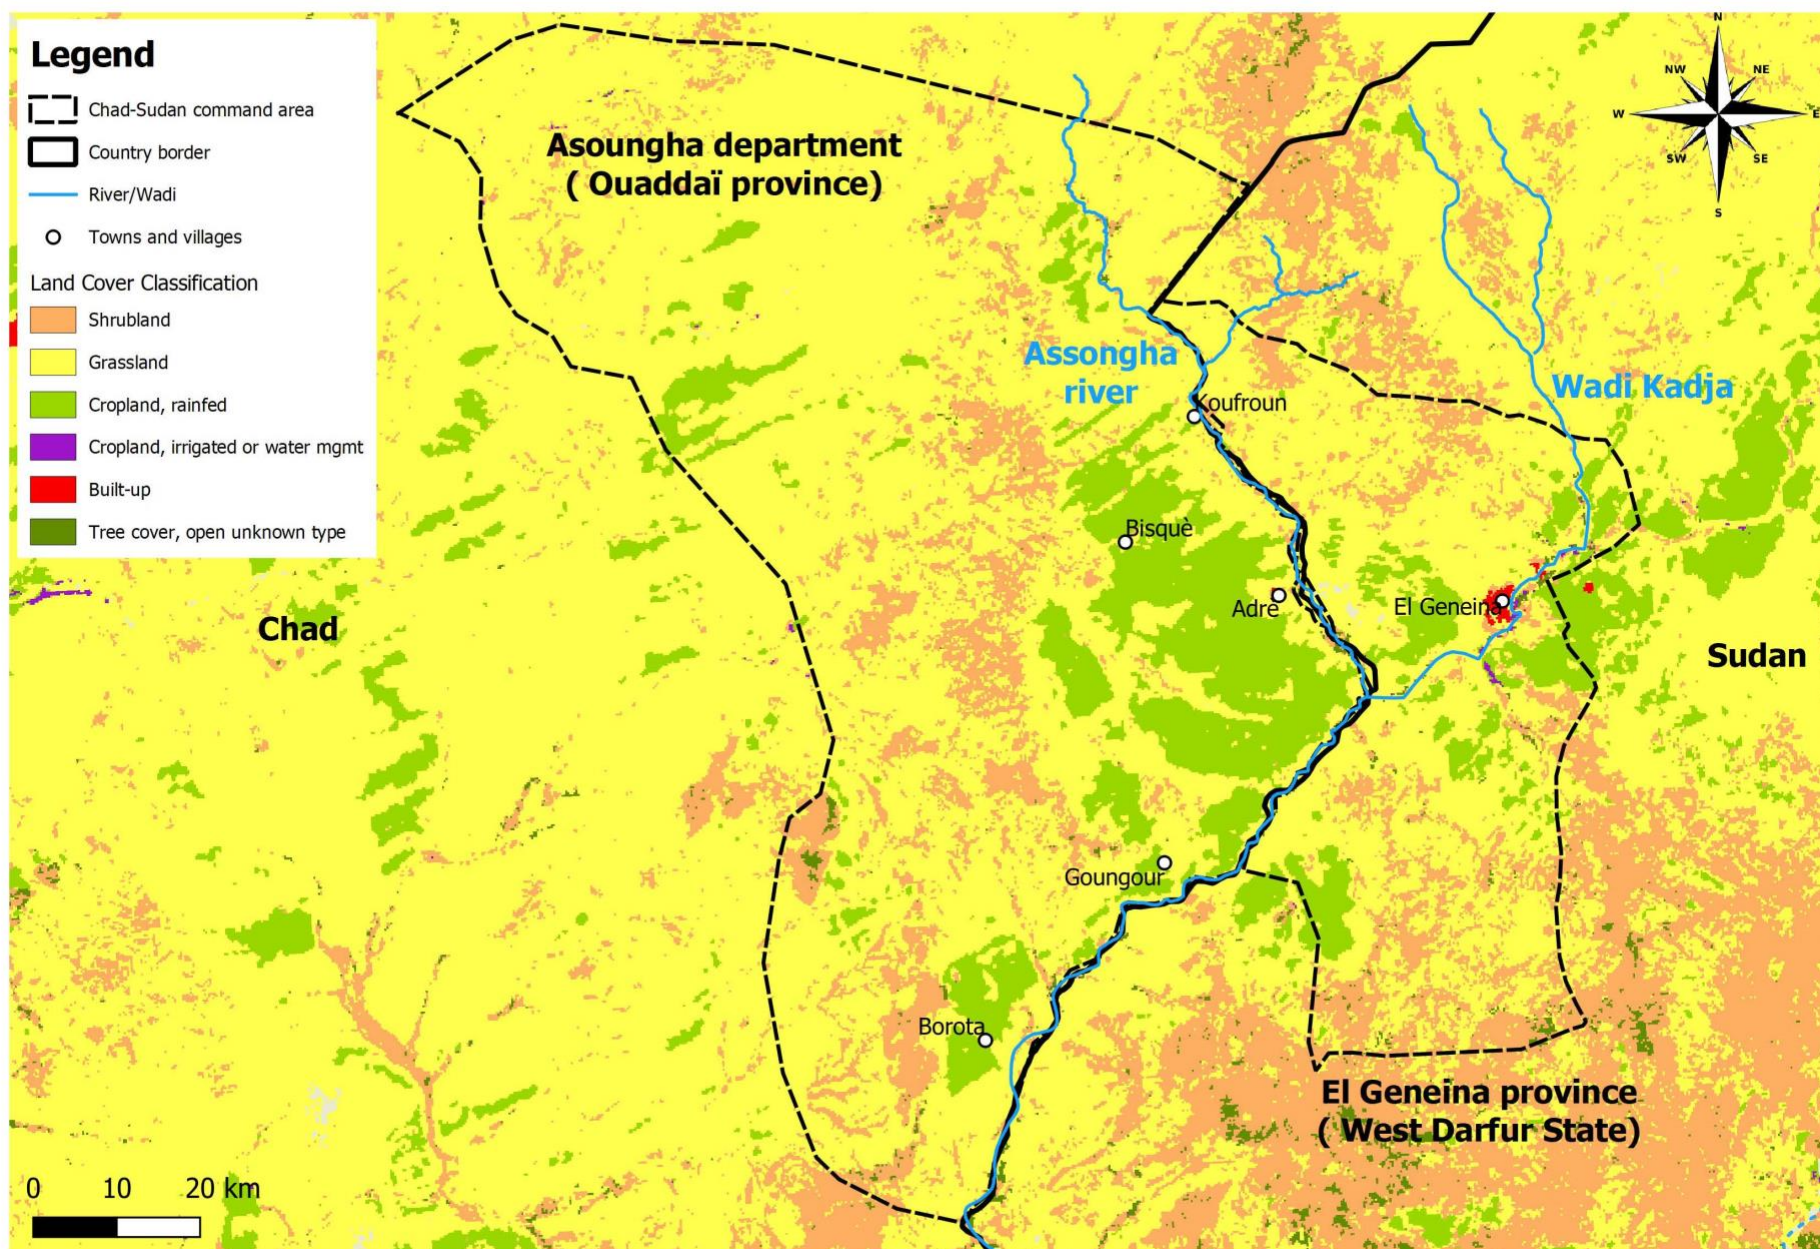 Legend
Chad-Sudan command area
Country border
River/Wadi
Towns and villages
Land Cover Classification
Shrubland
Grassland
Cropland, rainfed
Cropland, irrigated or water mgmt
Built-up
Tree cover, open unknown type
N
NW
NE
W
E
SW
SE
S
Asoungha department
( Ouaddaï province)
Assongha
river
Wadi Kadja
Koufroun
Bisquè
Adre
El Geneina
Chad
Sudan
Goungour
Borota
El Geneina province
( West Darfur State)
0 10 20 km